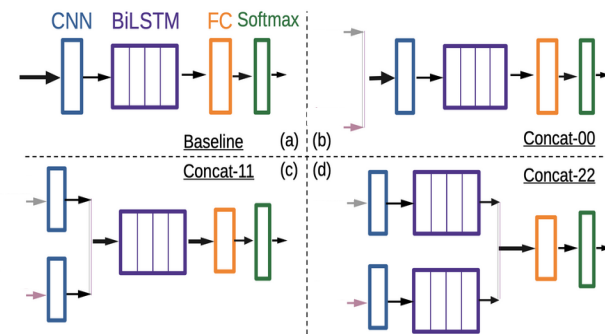 CNN BiLSTM FC Softmax
Baseline (a) (b) Concat-00
Concat-11 (c) (d) Concat-22